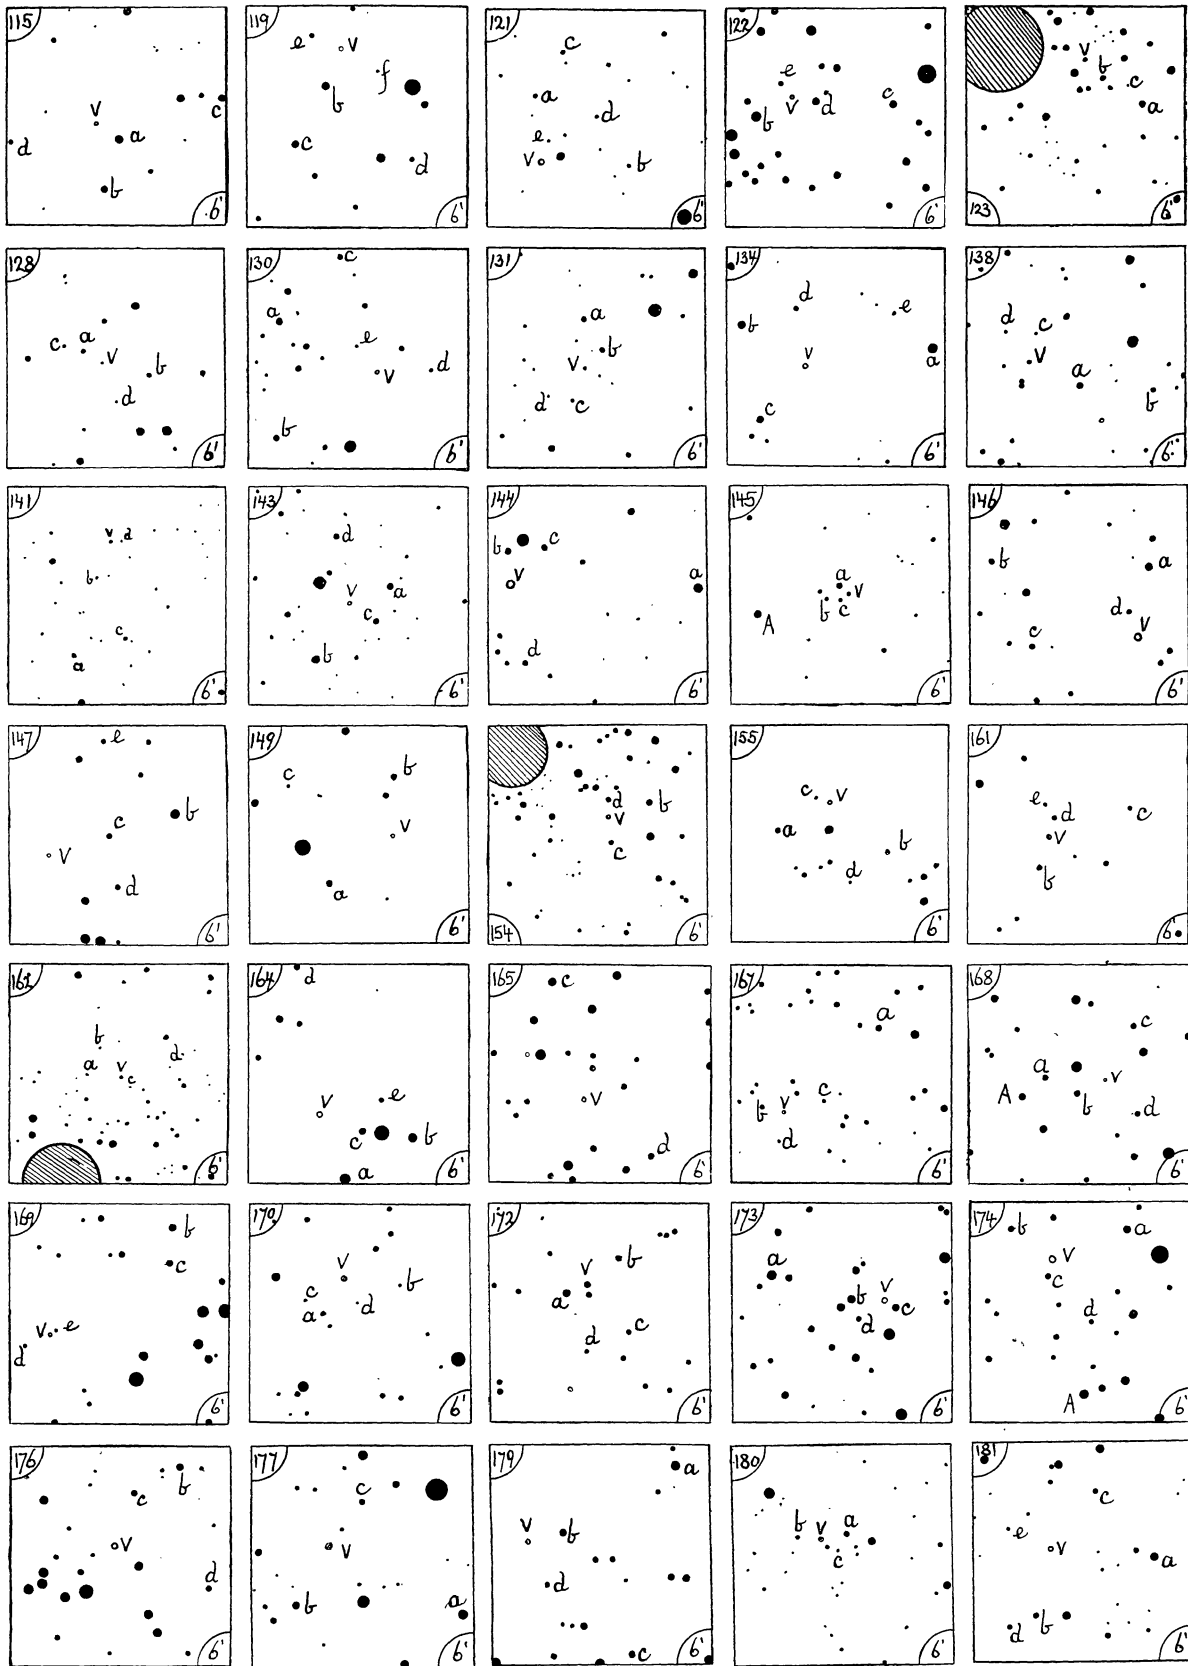 115 v a b c d 6'
119 e v f b c d 6'
121 c a d e v b 6'
122 e v d c b 6'
123 v b c a 6'
128 c a v b d 6'
130 c a e v d b 6'
131 a b v d c 6'
134 d e b v a c 6'
138 d c v a b 6'
141 v d b c a 6'
143 d v a c b 6'
144 b c v a d 6'
145 a v b c A 6'
146 b a d v c 6'
147 e b c v d 6'
149 c b v a 6'
154 d b v c 6'
155 c v a b d 6'
161 e d c v b 6'
162 b a v c d 6'
164 d v e c b a 6'
165 c v d 6'
167 a c b v d 6'
168 c a v A b d 6'
169 b c v e d 6'
170 v c b a d 6'
172 b v a c d 6'
173 a v b c d 6'
174 b a v c d A 6'
176 b c v d 6'
177 c v b a 6'
179 a v b d c 6'
180 b v a c 6'
181 c e v a d b 6'